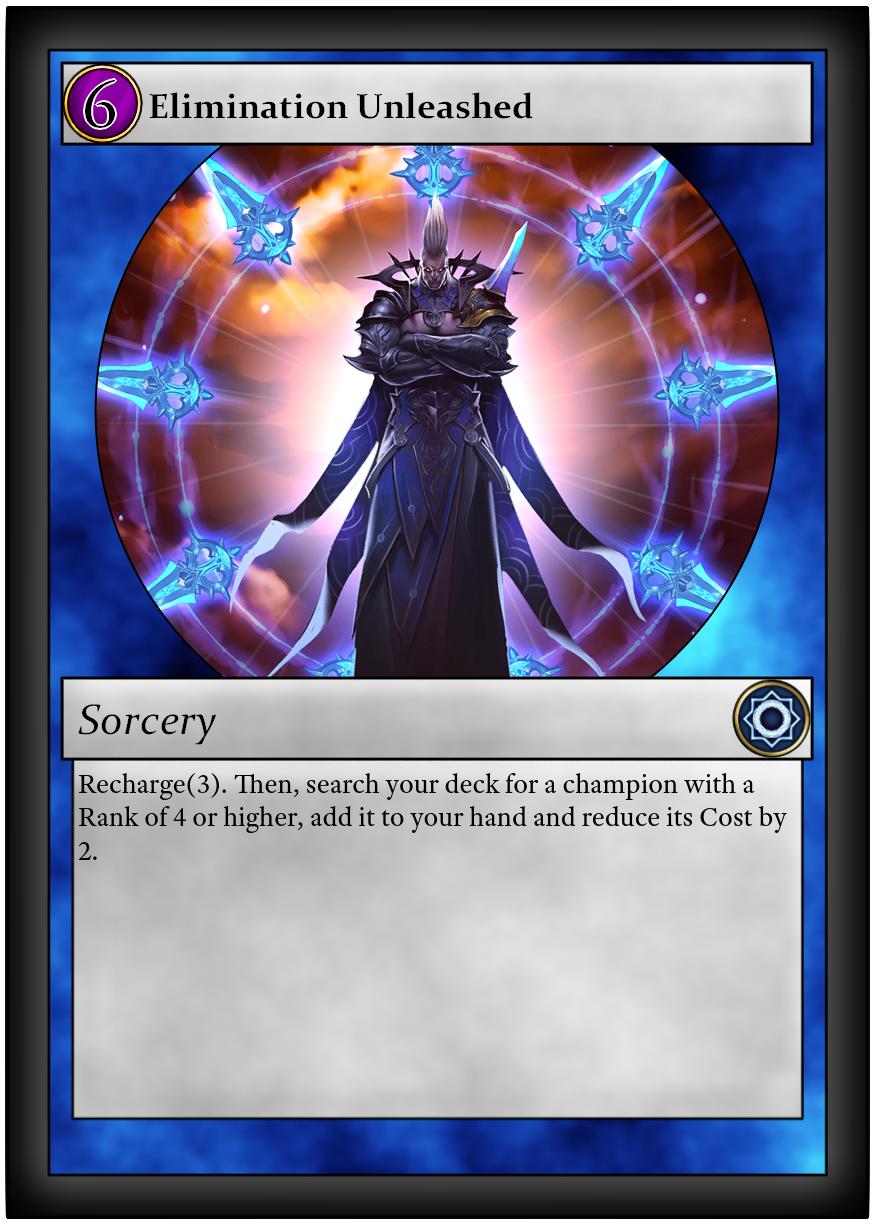 6 Elimination Unleashed
Sorcery
Recharge(3). Then, search your deck for a champion with a
Rank of 4 or higher, add it to your hand and reduce its Cost by
2.